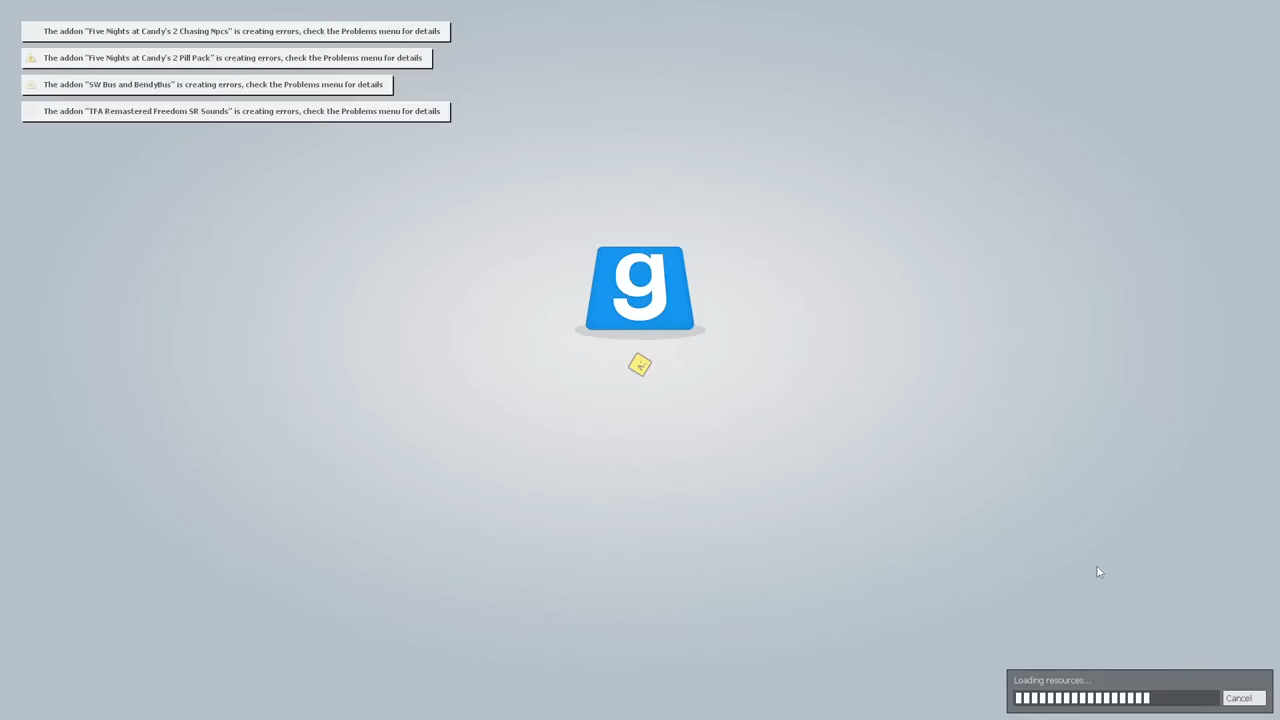 The addon "Five Nights at Candy's 2 Chasing Npcs" is creating errors, check the Problems menu for details
The addon "Five Nights at Candy's 2 Pill Pack" is creating errors, check the Problems menu for details
The addon "SW Bus and BendyBus" is creating errors, check the Problems menu for details
The addon "TFA Remastered Freedom SR Sounds" is creating errors, check the Problems menu for details
g
Loading resources...
Cancel